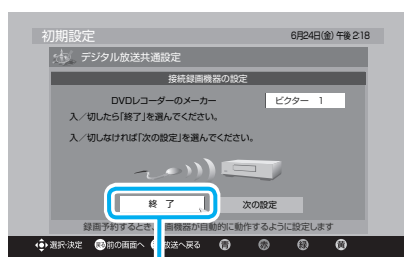 初期設定
6月24日(金) 午後 2:18
デジタル放送共通設定
接続録画機器の設定
DVDレコーダーのメーカー
ビクター 1
入／切したら「終了」を選んでください。
入／切しなければ「次の設定」を選んでください。
終 了
次の設定
録画予約するとき、 画機器が自動的に動作するように設定します
選択・決定
戻る 前の画面へ
放送へ戻る
青
赤
緑
黄